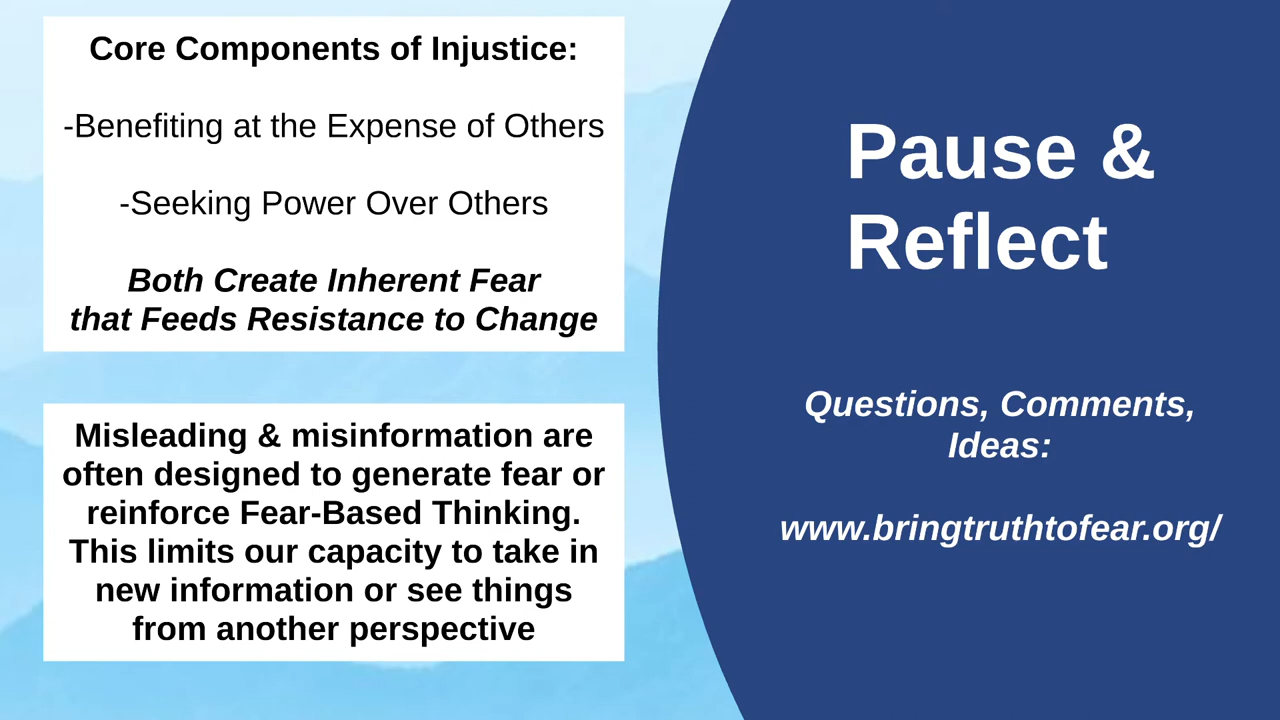 Core Components of Injustice:
-Benefiting at the Expense of Others
-Seeking Power Over Others
Both Create Inherent Fear
that Feeds Resistance to Change
Misleading & misinformation are
often designed to generate fear or
reinforce Fear-Based Thinking.
This limits our capacity to take in
new information or see things
from another perspective
Pause &
Reflect
Questions, Comments,
Ideas:
www.bringtruthtofear.org/